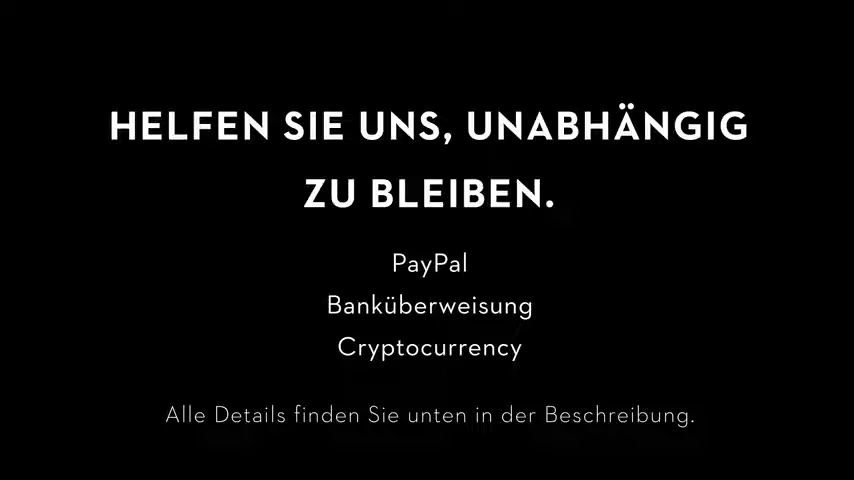 HELFEN SIE UNS, UNABHÄNGIG
ZU BLEIBEN.
PayPal
Banküberweisung
Cryptocurrency
Alle Details finden Sie unten in der Beschreibung.